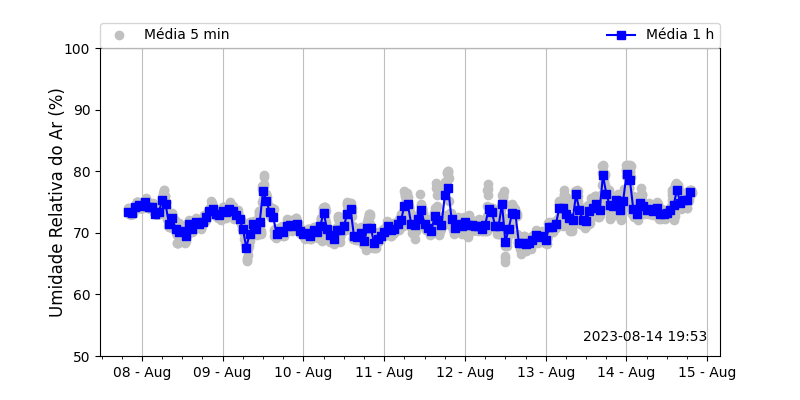 Média 5 min
Média 1 h
Umidade Relativa do Ar (%)
100
90
80
70
60
50
2023-08-14 19:53
08 - Aug
09 - Aug
10 - Aug
11 - Aug
12 - Aug
13 - Aug
14 - Aug
15 - Aug